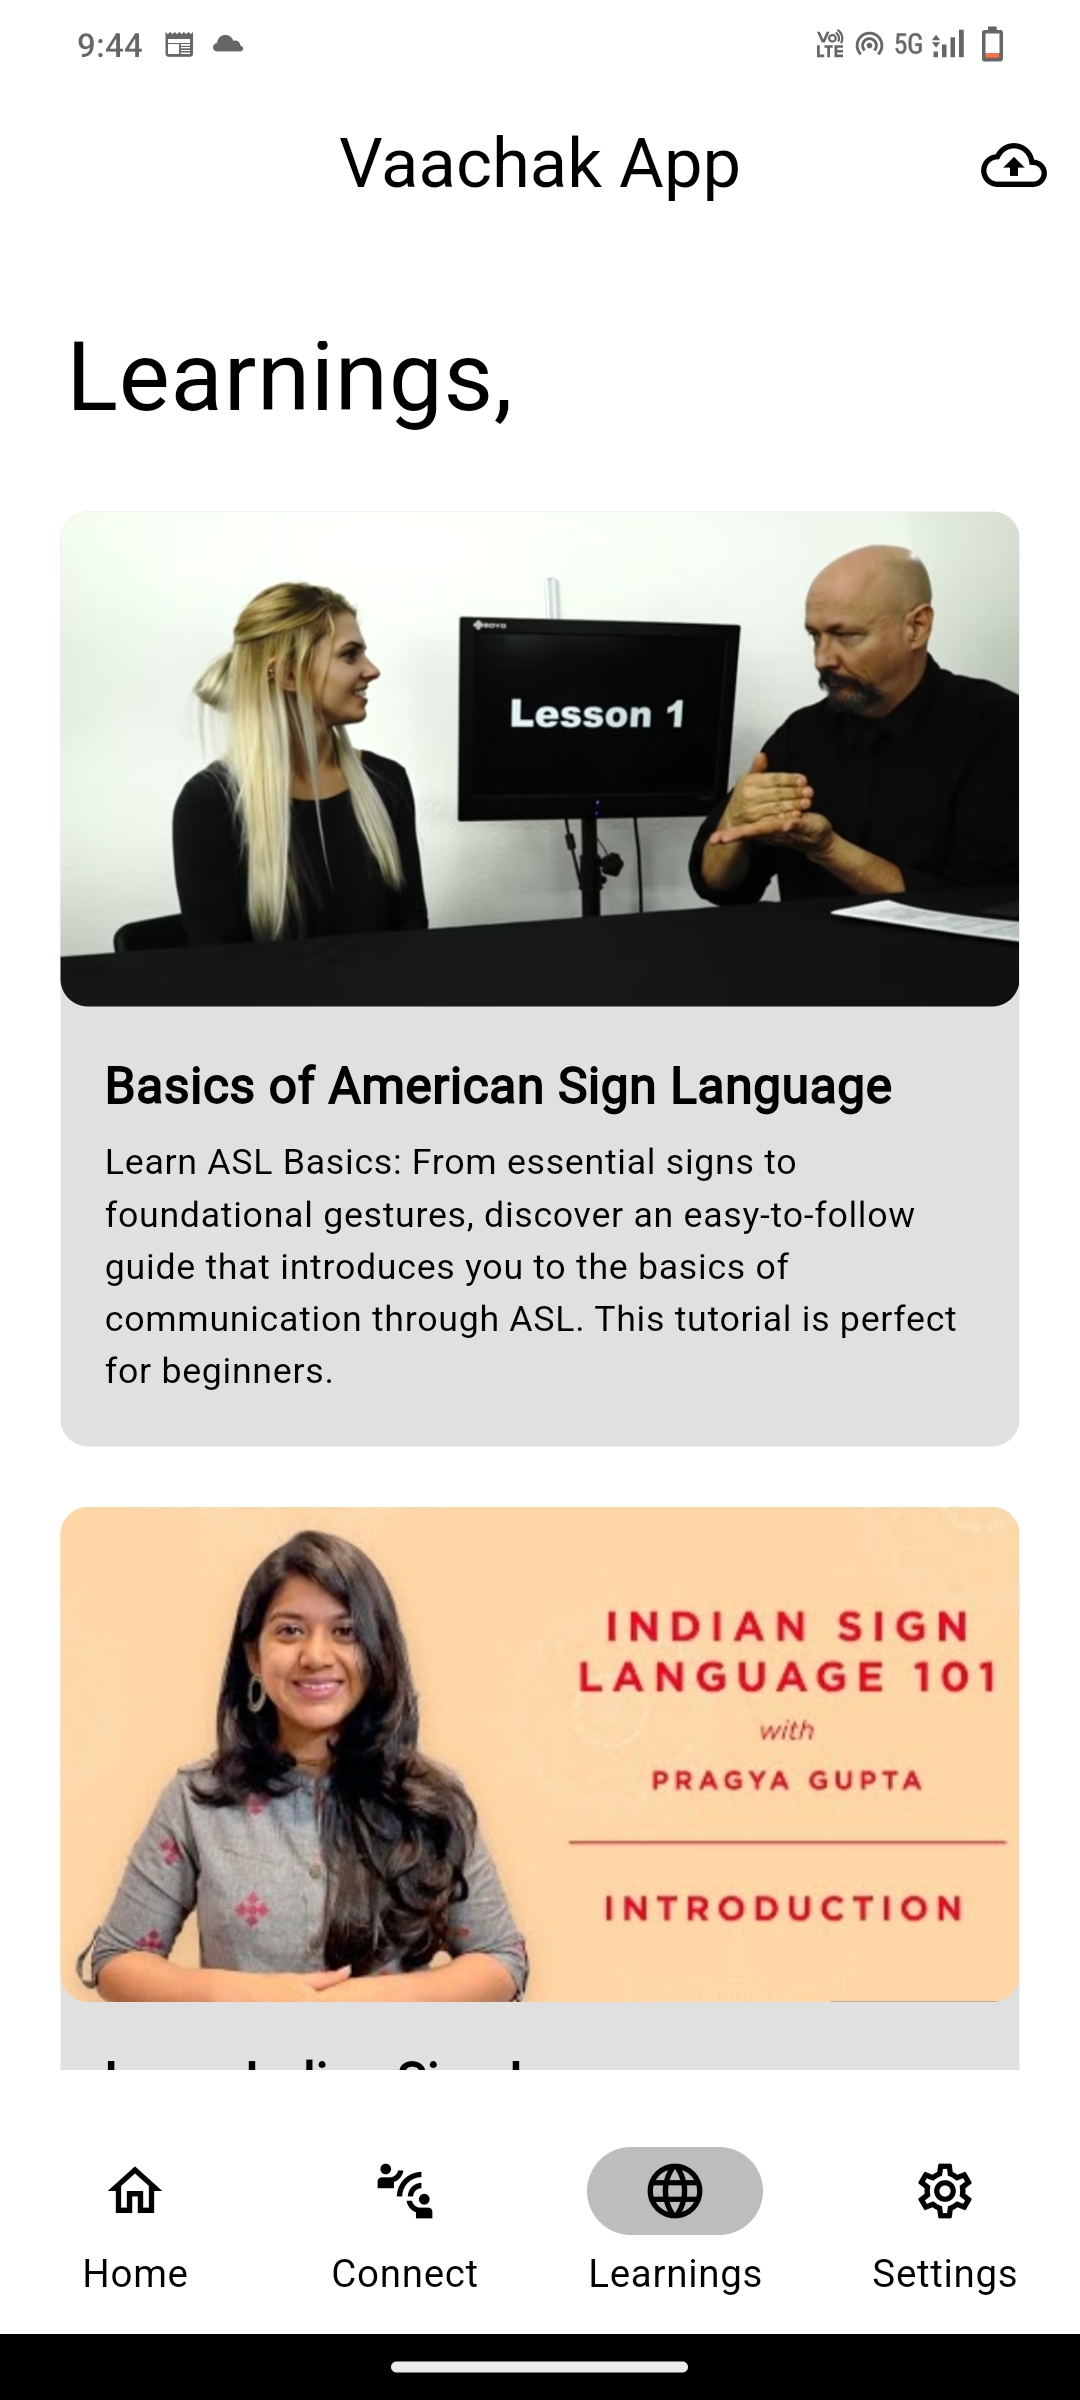 9:44
VoLTE 5G
Vaachak App
Learnings,
SOYO
Lesson 1
Basics of American Sign Language
Learn ASL Basics: From essential signs to
foundational gestures, discover an easy-to-follow
guide that introduces you to the basics of
communication through ASL. This tutorial is perfect
for beginners.
INDIAN SIGN
LANGUAGE 101
with
PRAGYA GUPTA
INTRODUCTION
Home Connect Learnings Settings